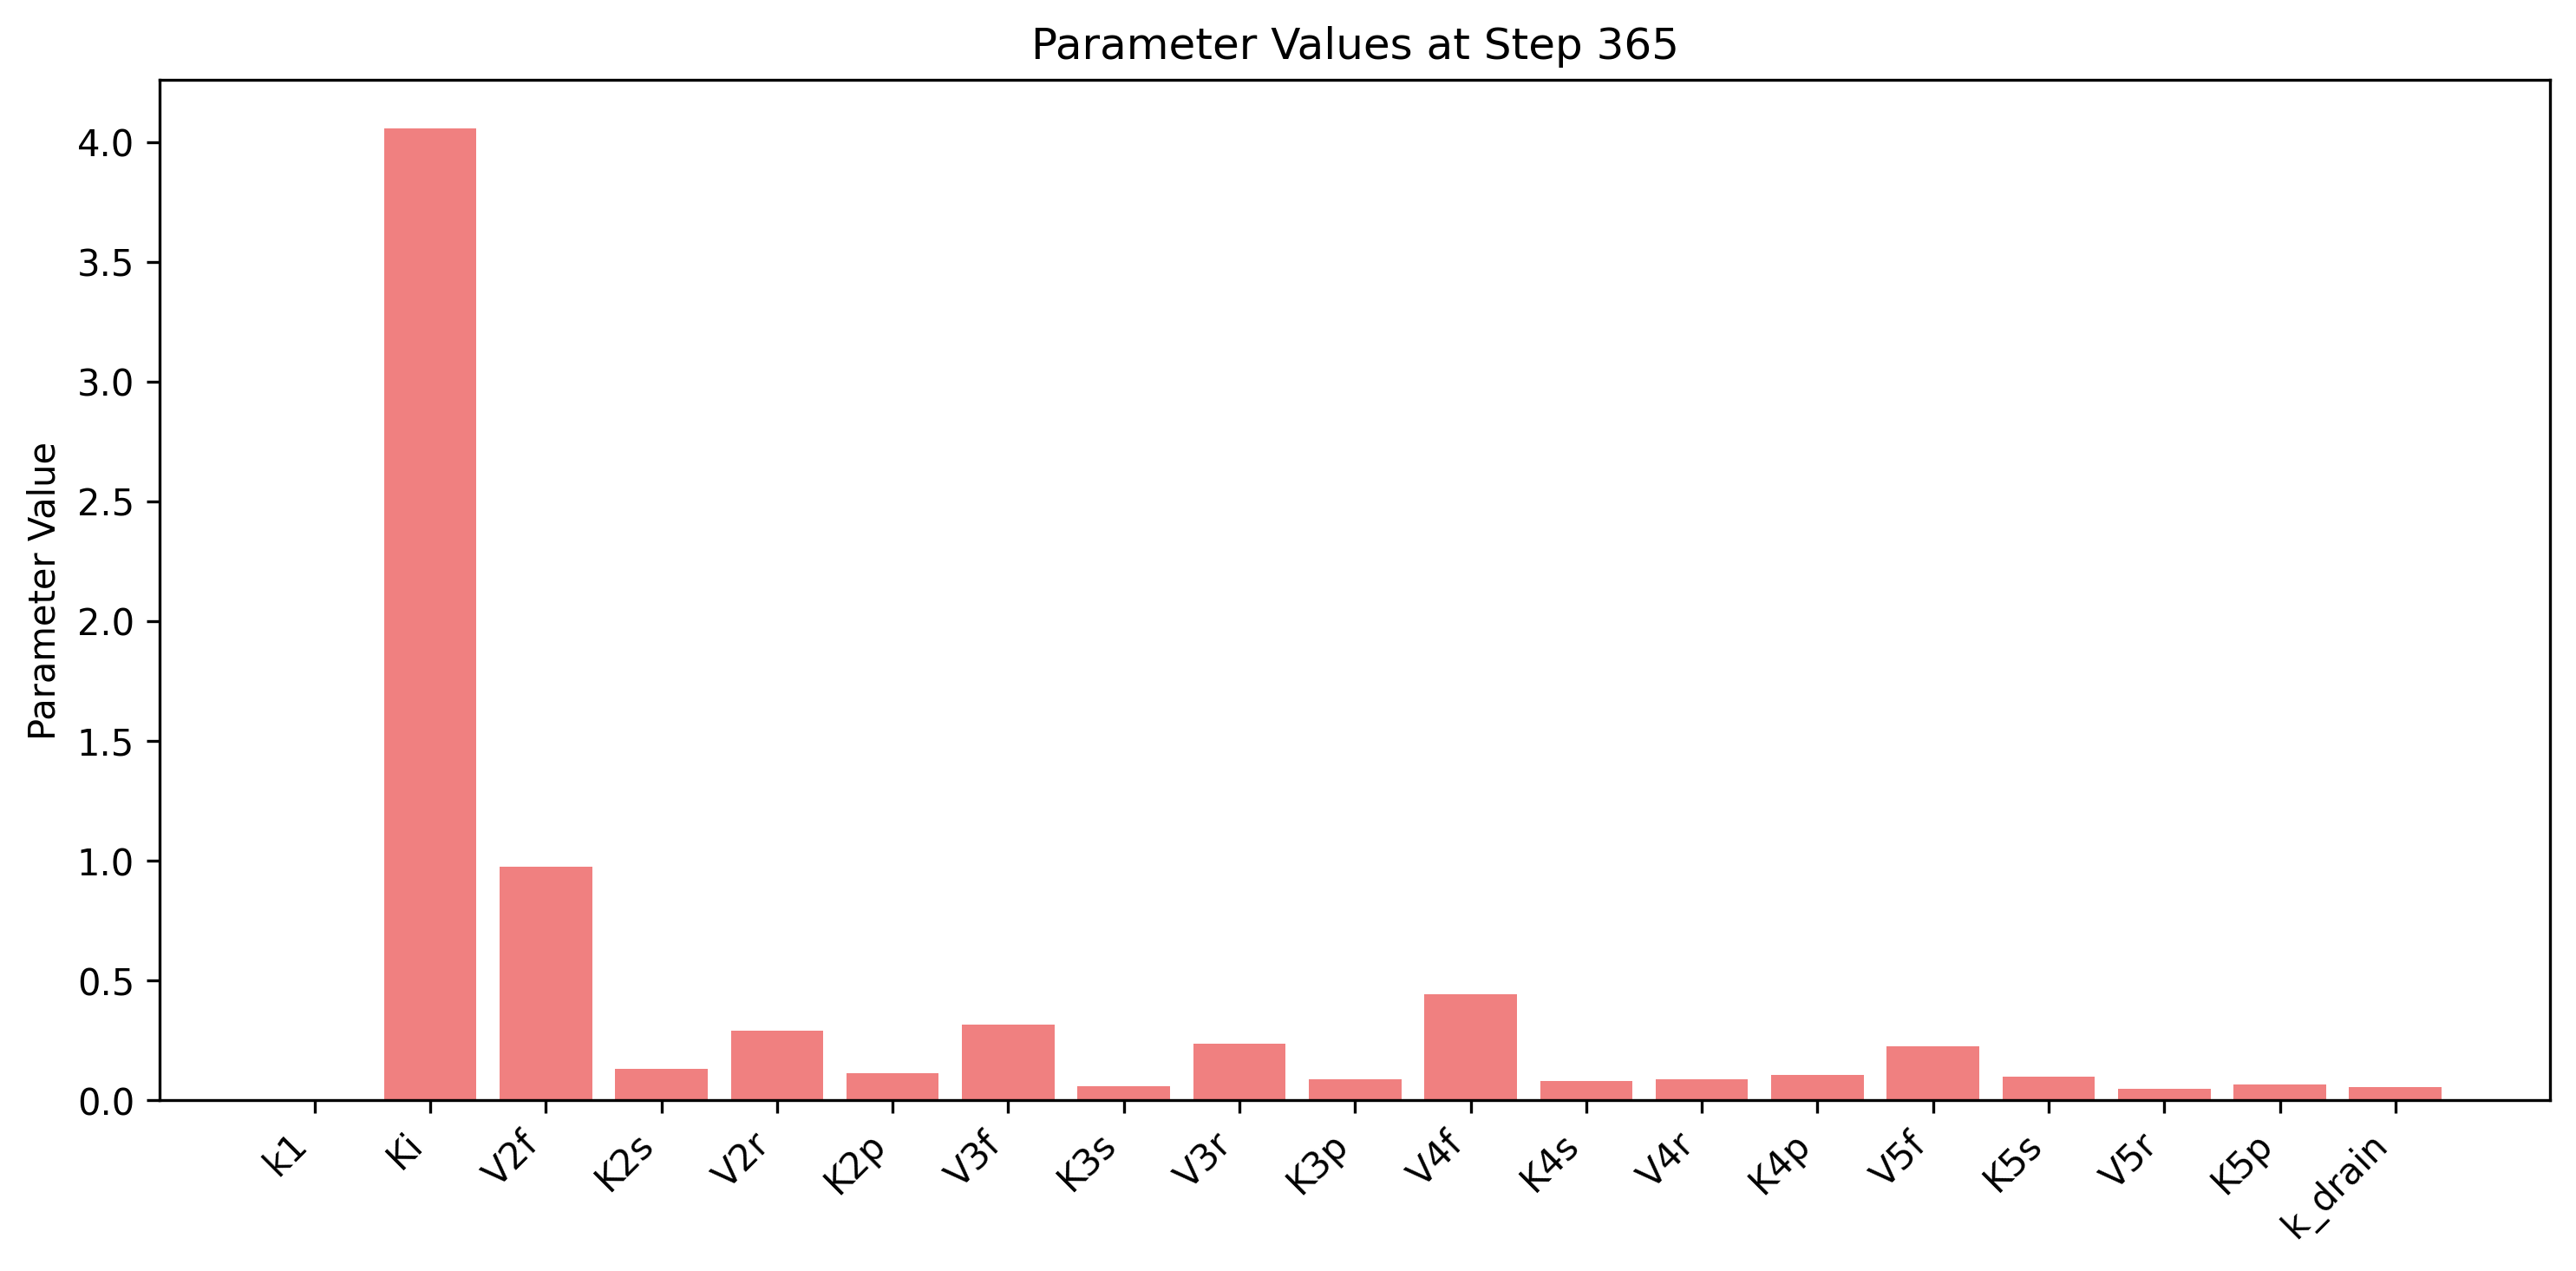 Parameter Values at Step 365
Parameter Value
4.0
3.5
3.0
2.5
2.0
1.5
1.0
0.5
0.0
k1
Ki
V2f
K2s
V2r
K2p
V3f
K3s
V3r
K3p
V4f
K4s
V4r
K4p
V5f
K5s
V5r
K5p
k_drain